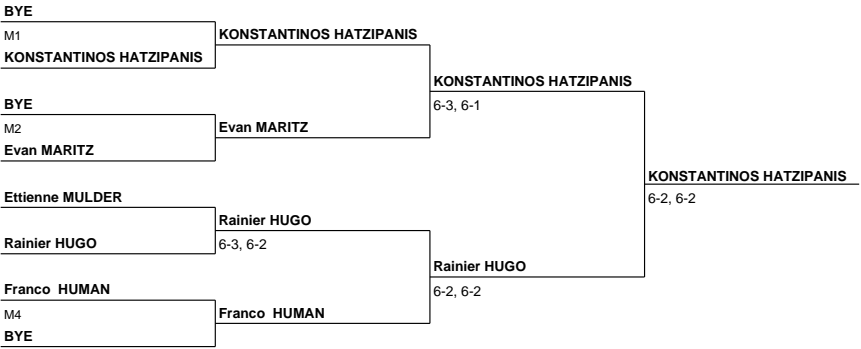 BYE
M1
KONSTANTINOS HATZIPANIS
KONSTANTINOS HATZIPANIS
KONSTANTINOS HATZIPANIS
6-3, 6-1
BYE
M2
Evan MARITZ
Evan MARITZ
KONSTANTINOS HATZIPANIS
6-2, 6-2
Ettienne MULDER
Rainier HUGO
Rainier HUGO
6-3, 6-2
Rainier HUGO
6-2, 6-2
Franco HUMAN
M4
BYE
Franco HUMAN